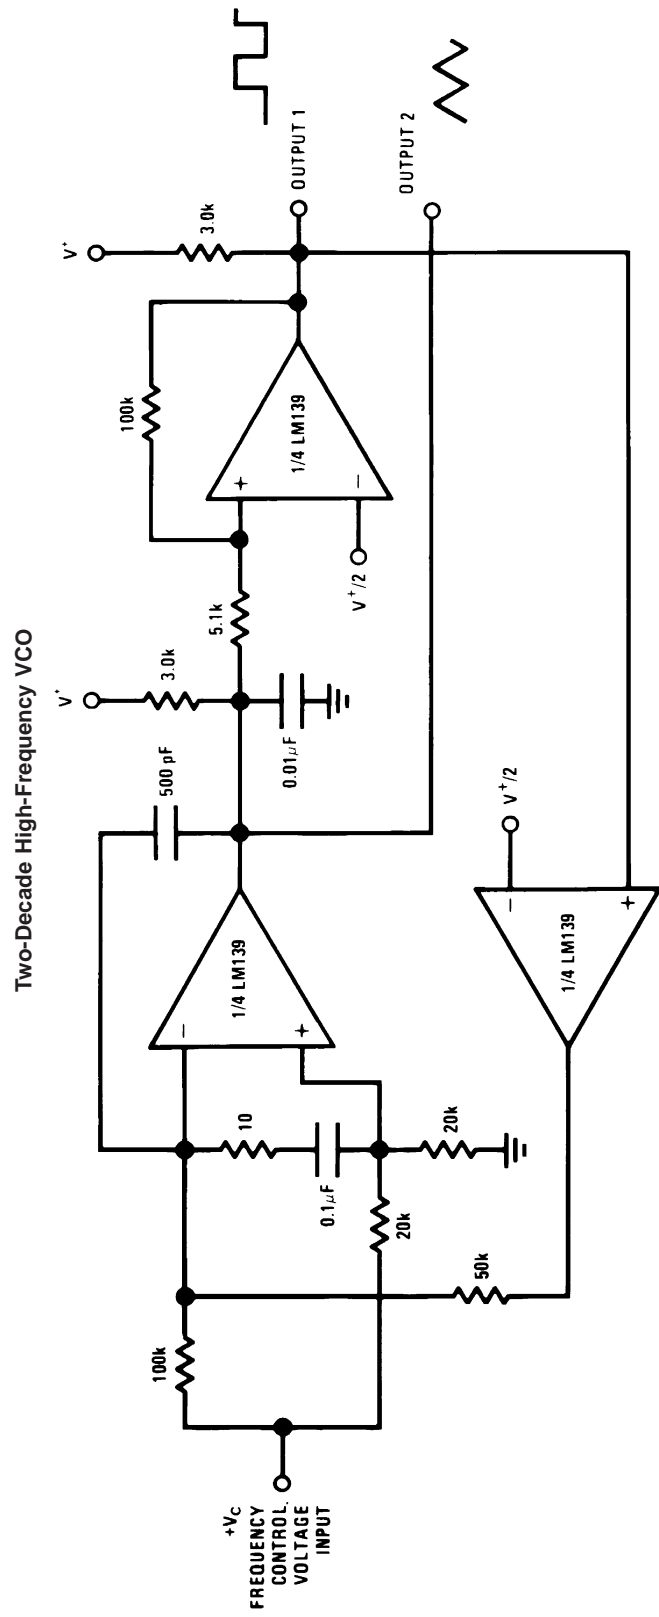 Two-Decade High-Frequency VCO
V+
V+
100k
3.0k
500 pF
3.0k
5.1k
+
−
1/4 LM139
OUTPUT 1
V+/2
0.01µF
OUTPUT 2
−
+
1/4 LM139
100k
10
0.1µF
20k
20k
+VC
FREQUENCY
CONTROL.
VOLTAGE
INPUT
50k
V+/2
−
+
1/4 LM139